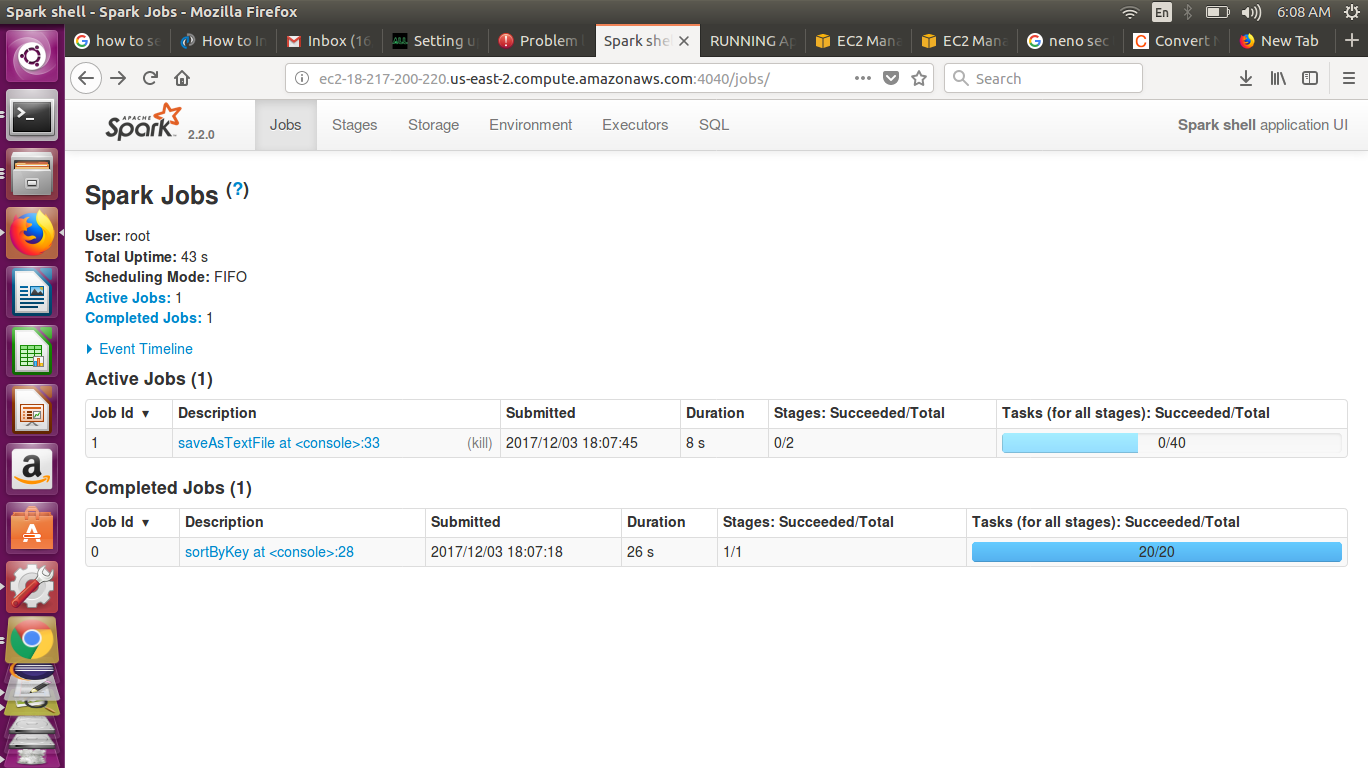 Spark shell - Spark Jobs - Mozilla Firefox En 6:08 AM
how to se How to In Inbox (16 Setting u Problem Spark she RUNNING Ap EC2 Mana EC2 Mana neno sec Convert New Tab
ec2-18-217-200-220.us-east-2.compute.amazonaws.com:4040/jobs/ Search
APACHE Spark 2.2.0 Jobs Stages Storage Environment Executors SQL Spark shell application UI
Spark Jobs (?)
User: root
Total Uptime: 43 s
Scheduling Mode: FIFO
Active Jobs: 1
Completed Jobs: 1
Event Timeline
Active Jobs (1)
Job Id ▾ Description Submitted Duration Stages: Succeeded/Total Tasks (for all stages): Succeeded/Total
1 saveAsTextFile at <console>:33 (kill) 2017/12/03 18:07:45 8 s 0/2 0/40
Completed Jobs (1)
Job Id ▾ Description Submitted Duration Stages: Succeeded/Total Tasks (for all stages): Succeeded/Total
0 sortByKey at <console>:28 2017/12/03 18:07:18 26 s 1/1 20/20